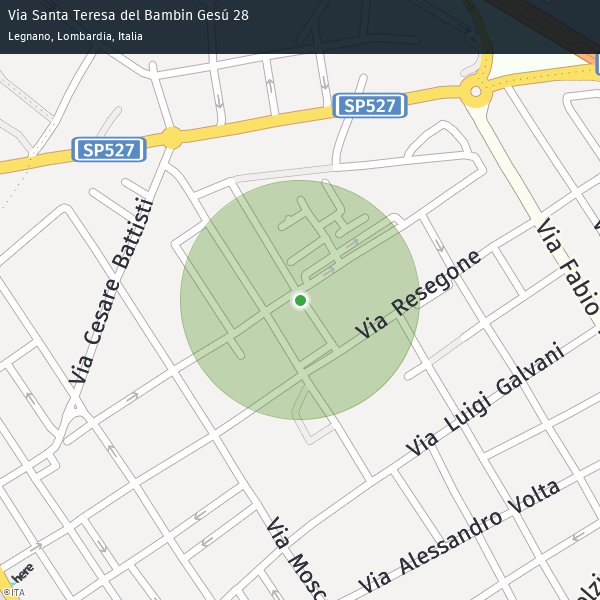 Via Santa Teresa del Bambin Gesú 28
Legnano, Lombardia, Italia
SP527
SP527
Via Cesare Battisti
Via Fabio
Via Resegone
Via Luigi Galvani
Via Alessandro Volta
Via Mosc
olzi
here
©ITA